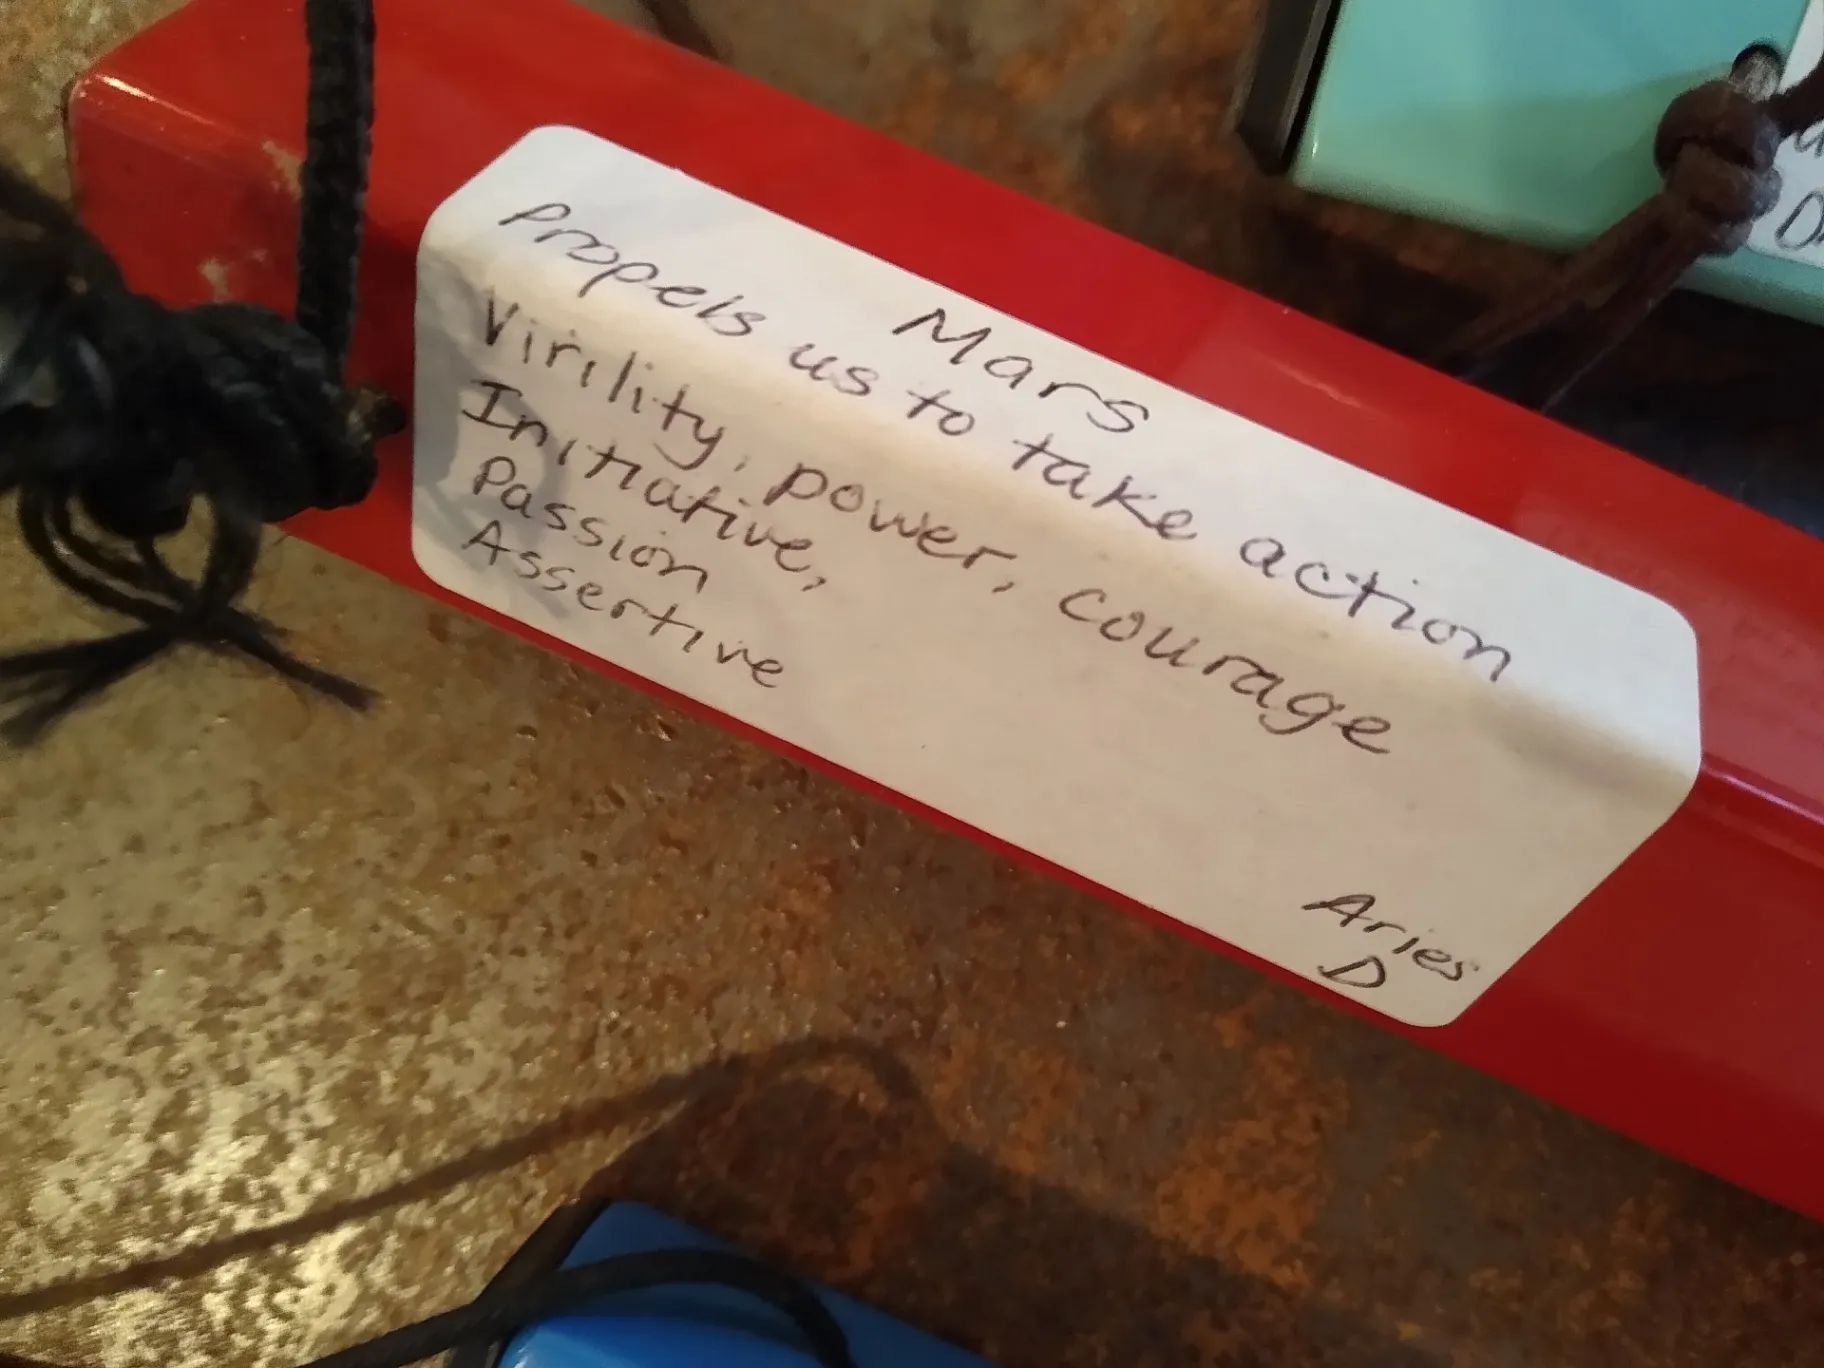 Mars
Propels us to take action
Virility, power, courage
Initiative,
Passion
Assertive
Aries
D